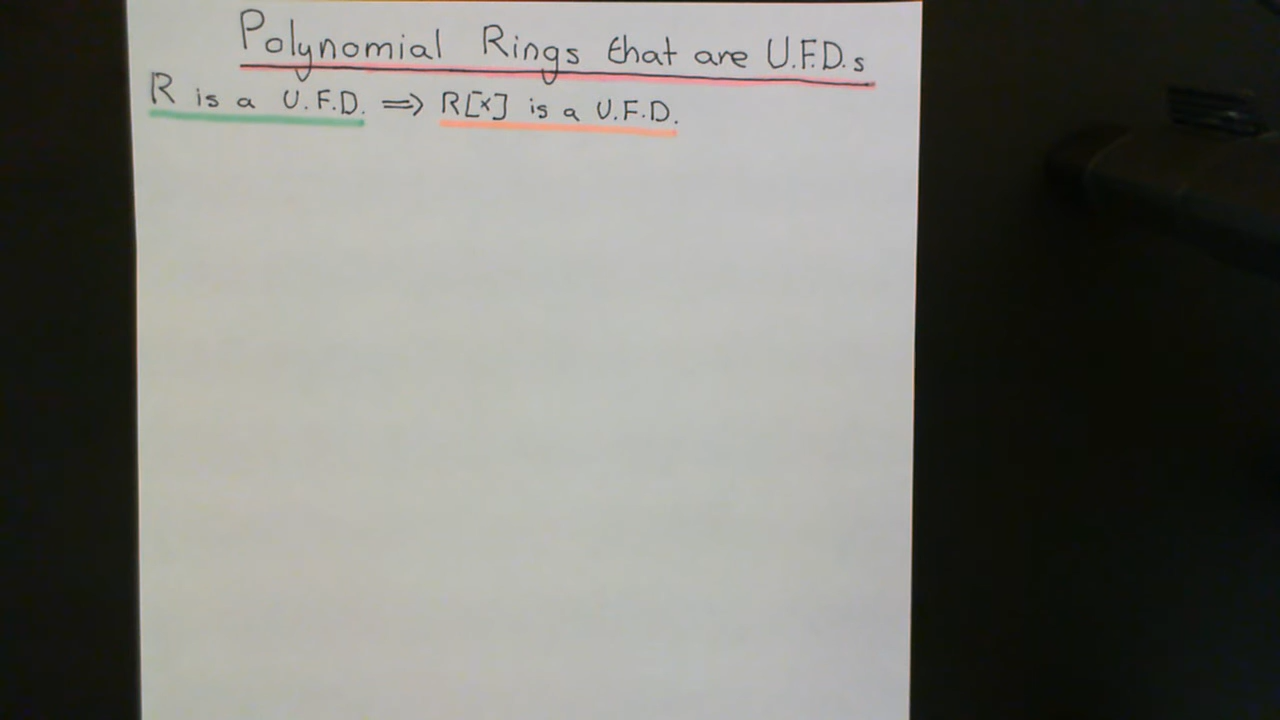 Polynomial Rings that are U.F.D.s
R is a U.F.D. ⟹ R[x] is a U.F.D.